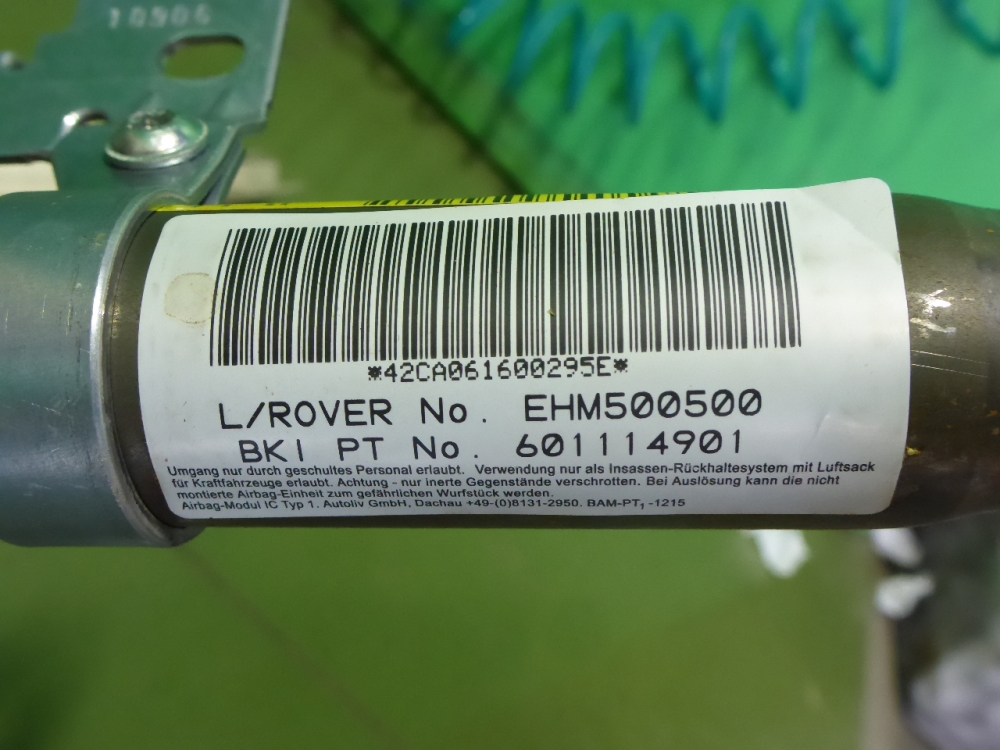 10906
*42CA061600295E*
L/ROVER No. EHM500500
BKI PT No. 601114901
Umgang nur durch geschultes Personal erlaubt. Verwendung nur als Insassen-Rückhaltesystem mit Luftsack
für Kraftfahrzeuge erlaubt. Achtung - nur inerte Gegenstände verschrotten. Bei Auslösung kann die nicht
montierte Airbag-Einheit zum gefährlichen Wurfstück werden.
Airbag-Modul IC Typ 1. Autoliv GmbH, Dachau +49-(0)8131-2950. BAM-PT₁ -1215